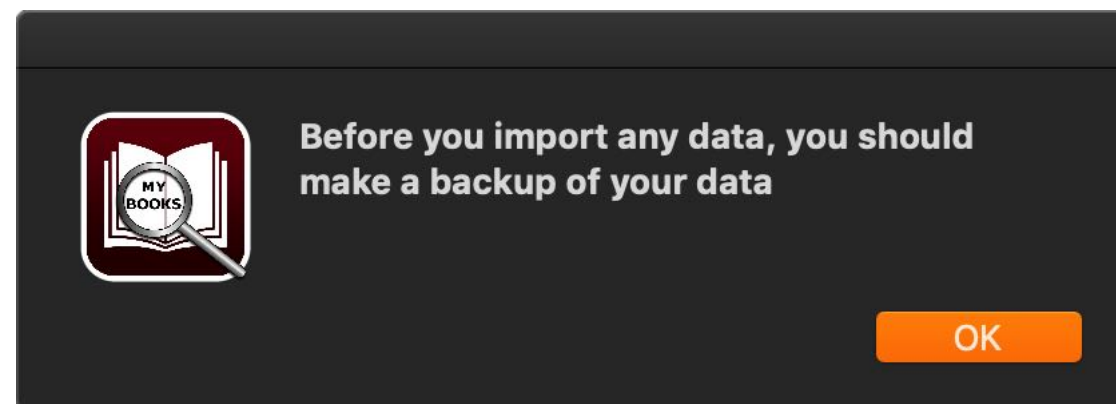 Before you import any data, you should
make a backup of your data
MY
BOOKS
OK